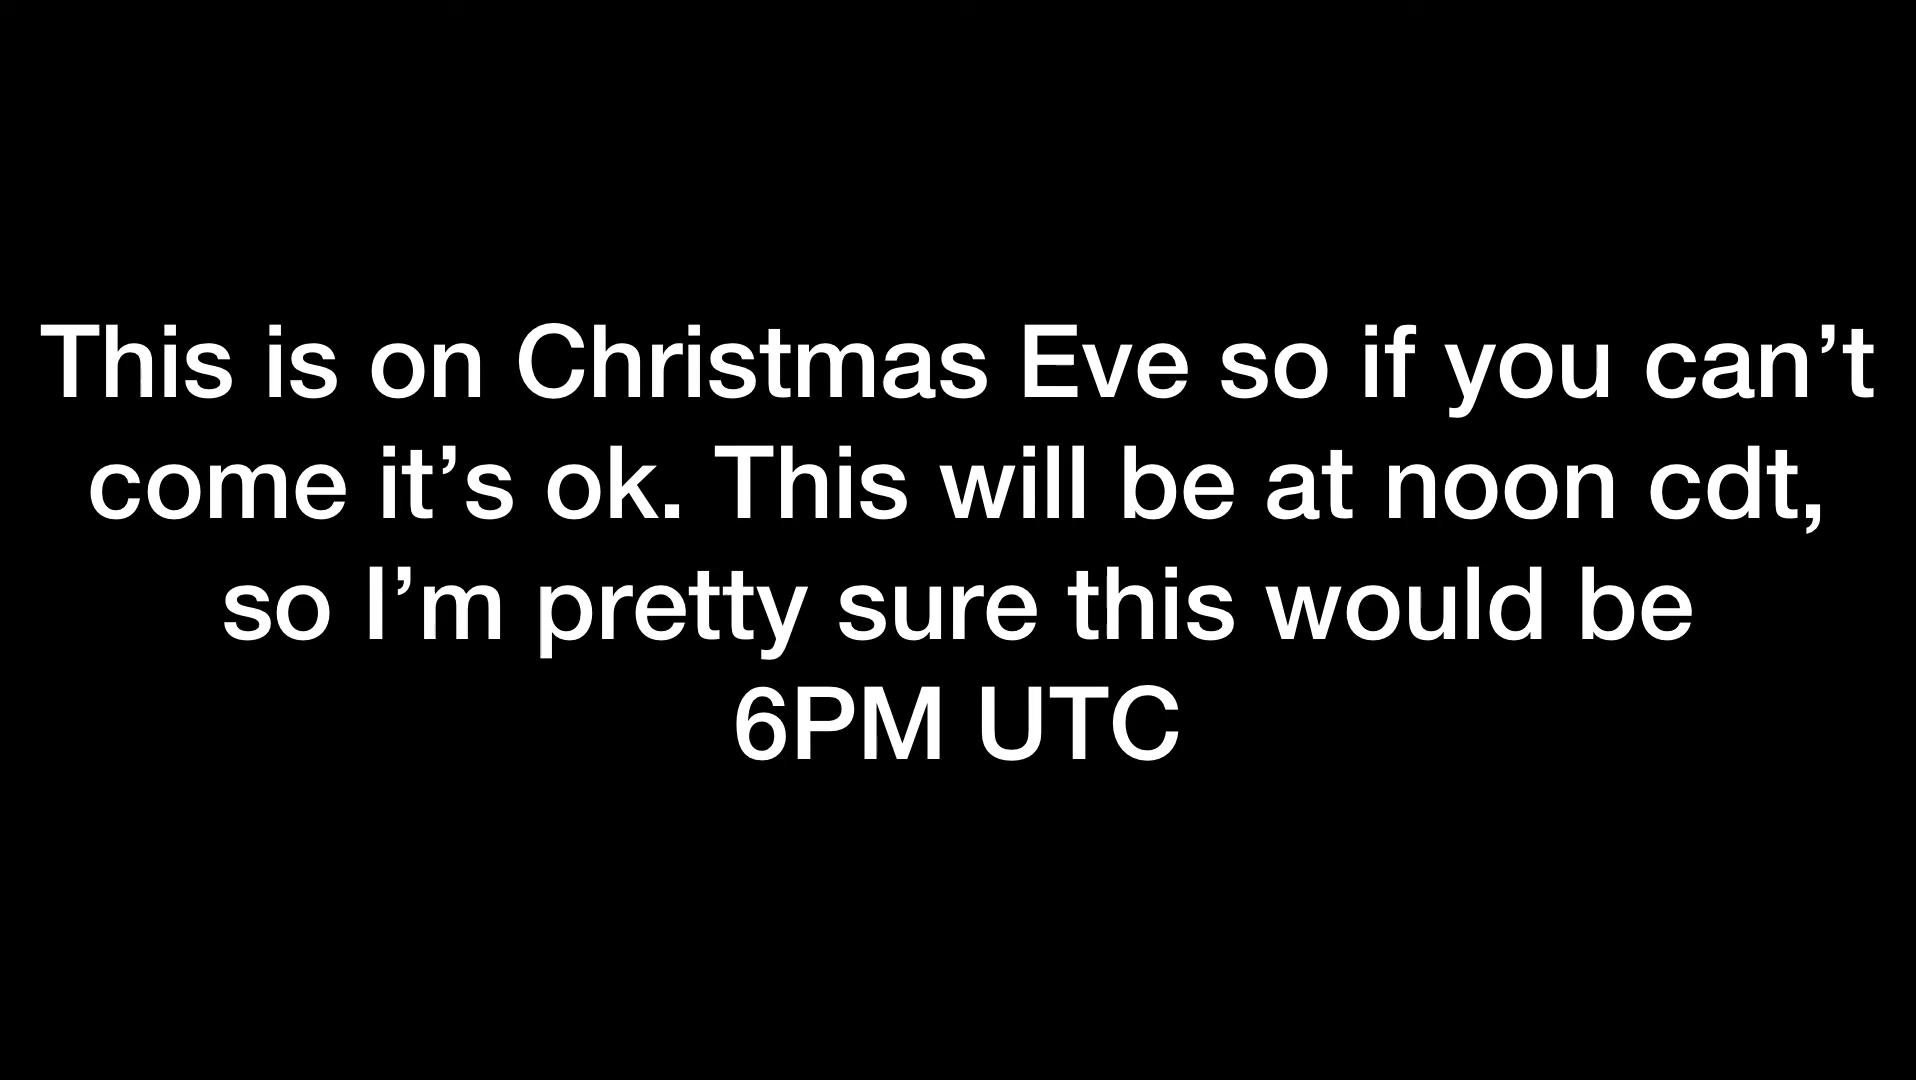 This is on Christmas Eve so if you can’t
come it’s ok. This will be at noon cdt,
so I’m pretty sure this would be
6PM UTC